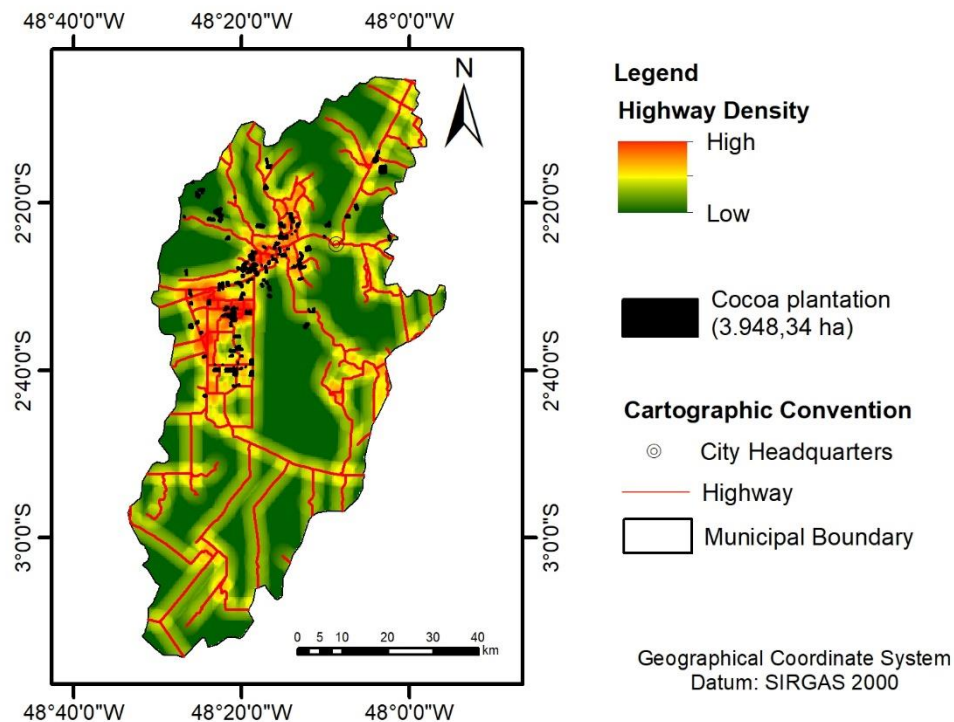 48°40'0"W 48°20'0"W 48°0'0"W
N
2°20'0"S 2°20'0"S
2°40'0"S 2°40'0"S
3°0'0"S 3°0'0"S
0 5 10 20 30 40
km
48°40'0"W 48°20'0"W 48°0'0"W
Legend
Highway Density
High
Low
Cocoa plantation
(3.948,34 ha)
Cartographic Convention
City Headquarters
Highway
Municipal Boundary
Geographical Coordinate System
Datum: SIRGAS 2000